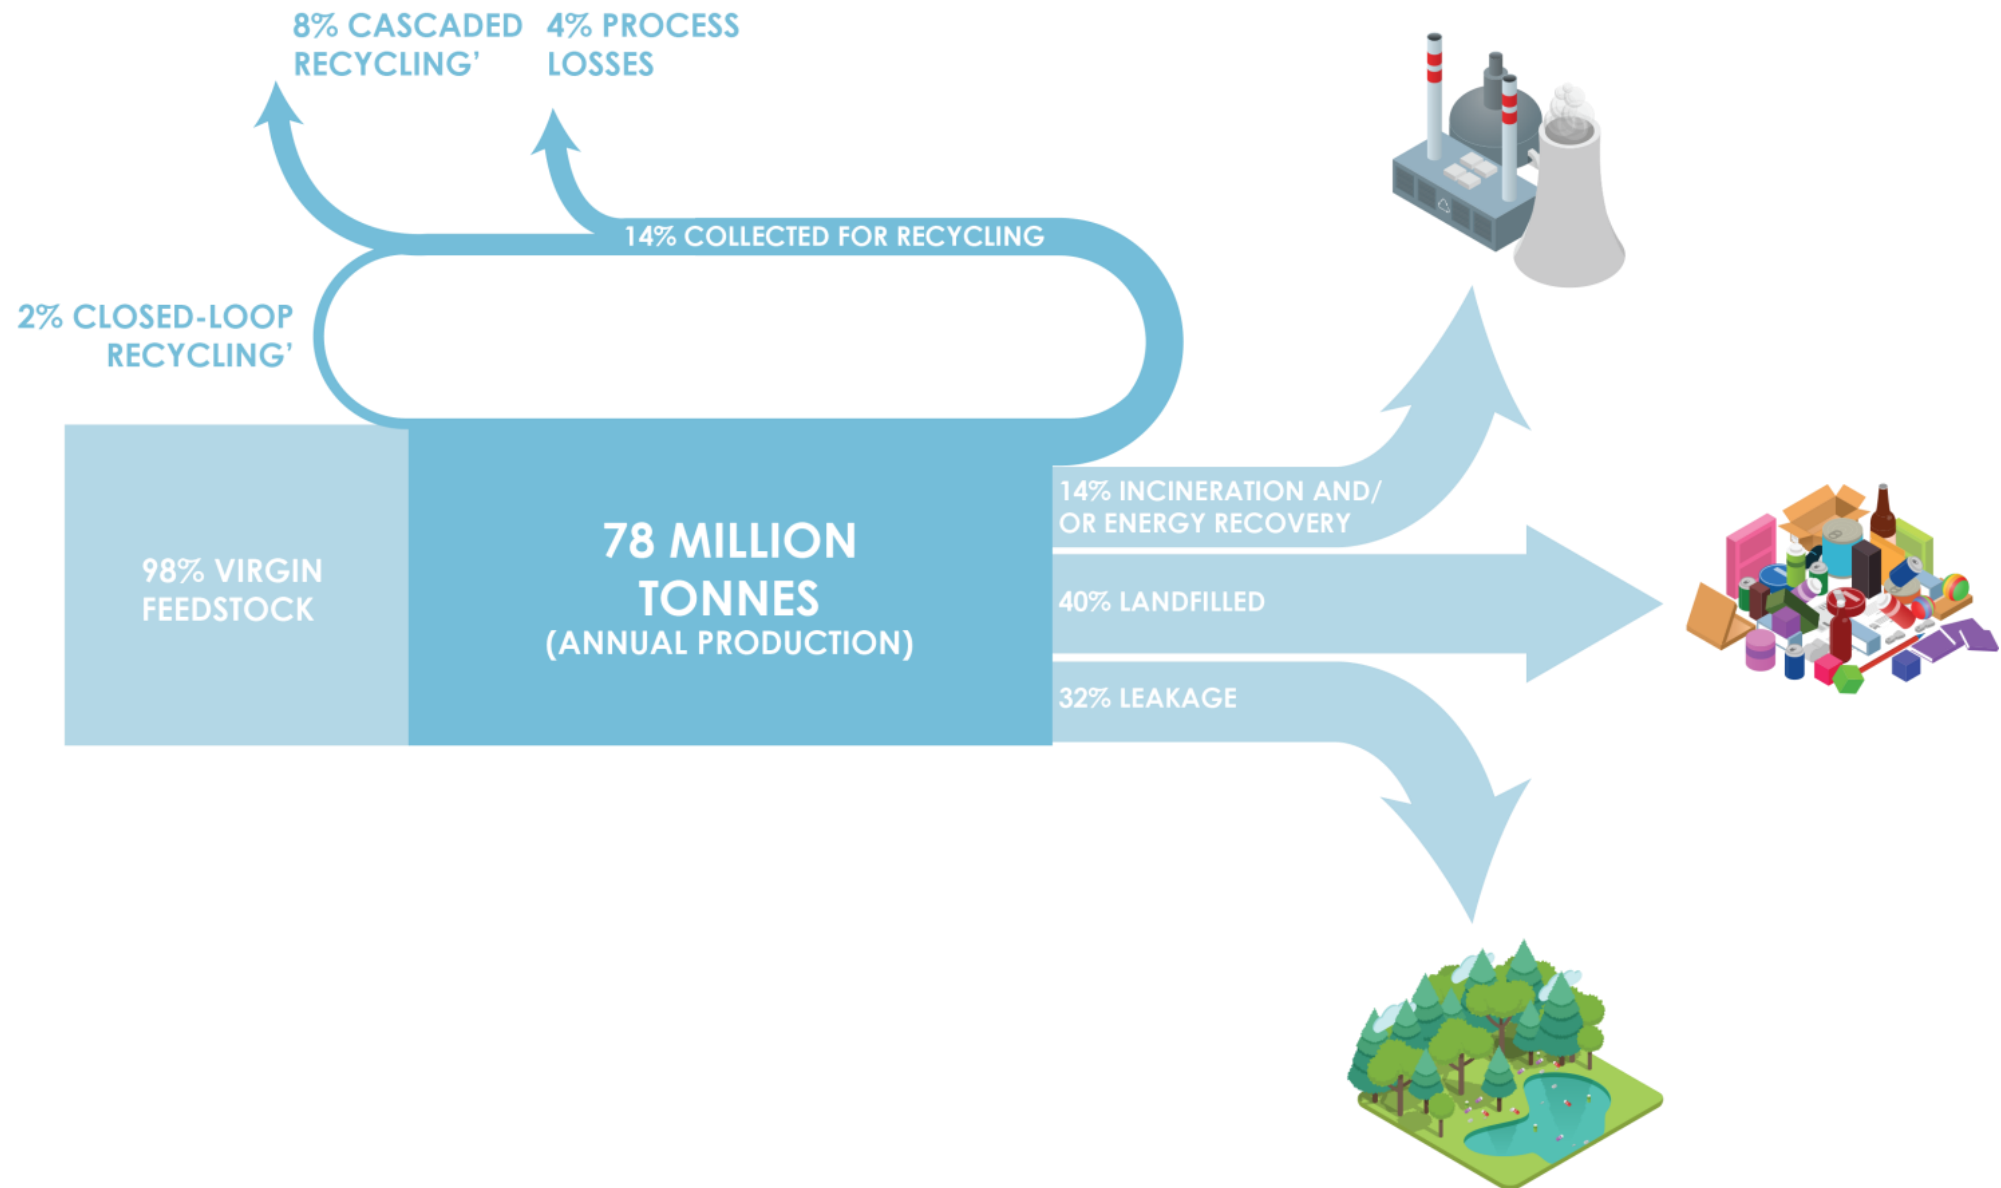 8% CASCADED
RECYCLING’
4% PROCESS
LOSSES
14% COLLECTED FOR RECYCLING
2% CLOSED-LOOP
RECYCLING’
98% VIRGIN
FEEDSTOCK
78 MILLION
TONNES
(ANNUAL PRODUCTION)
14% INCINERATION AND/
OR ENERGY RECOVERY
40% LANDFILLED
32% LEAKAGE